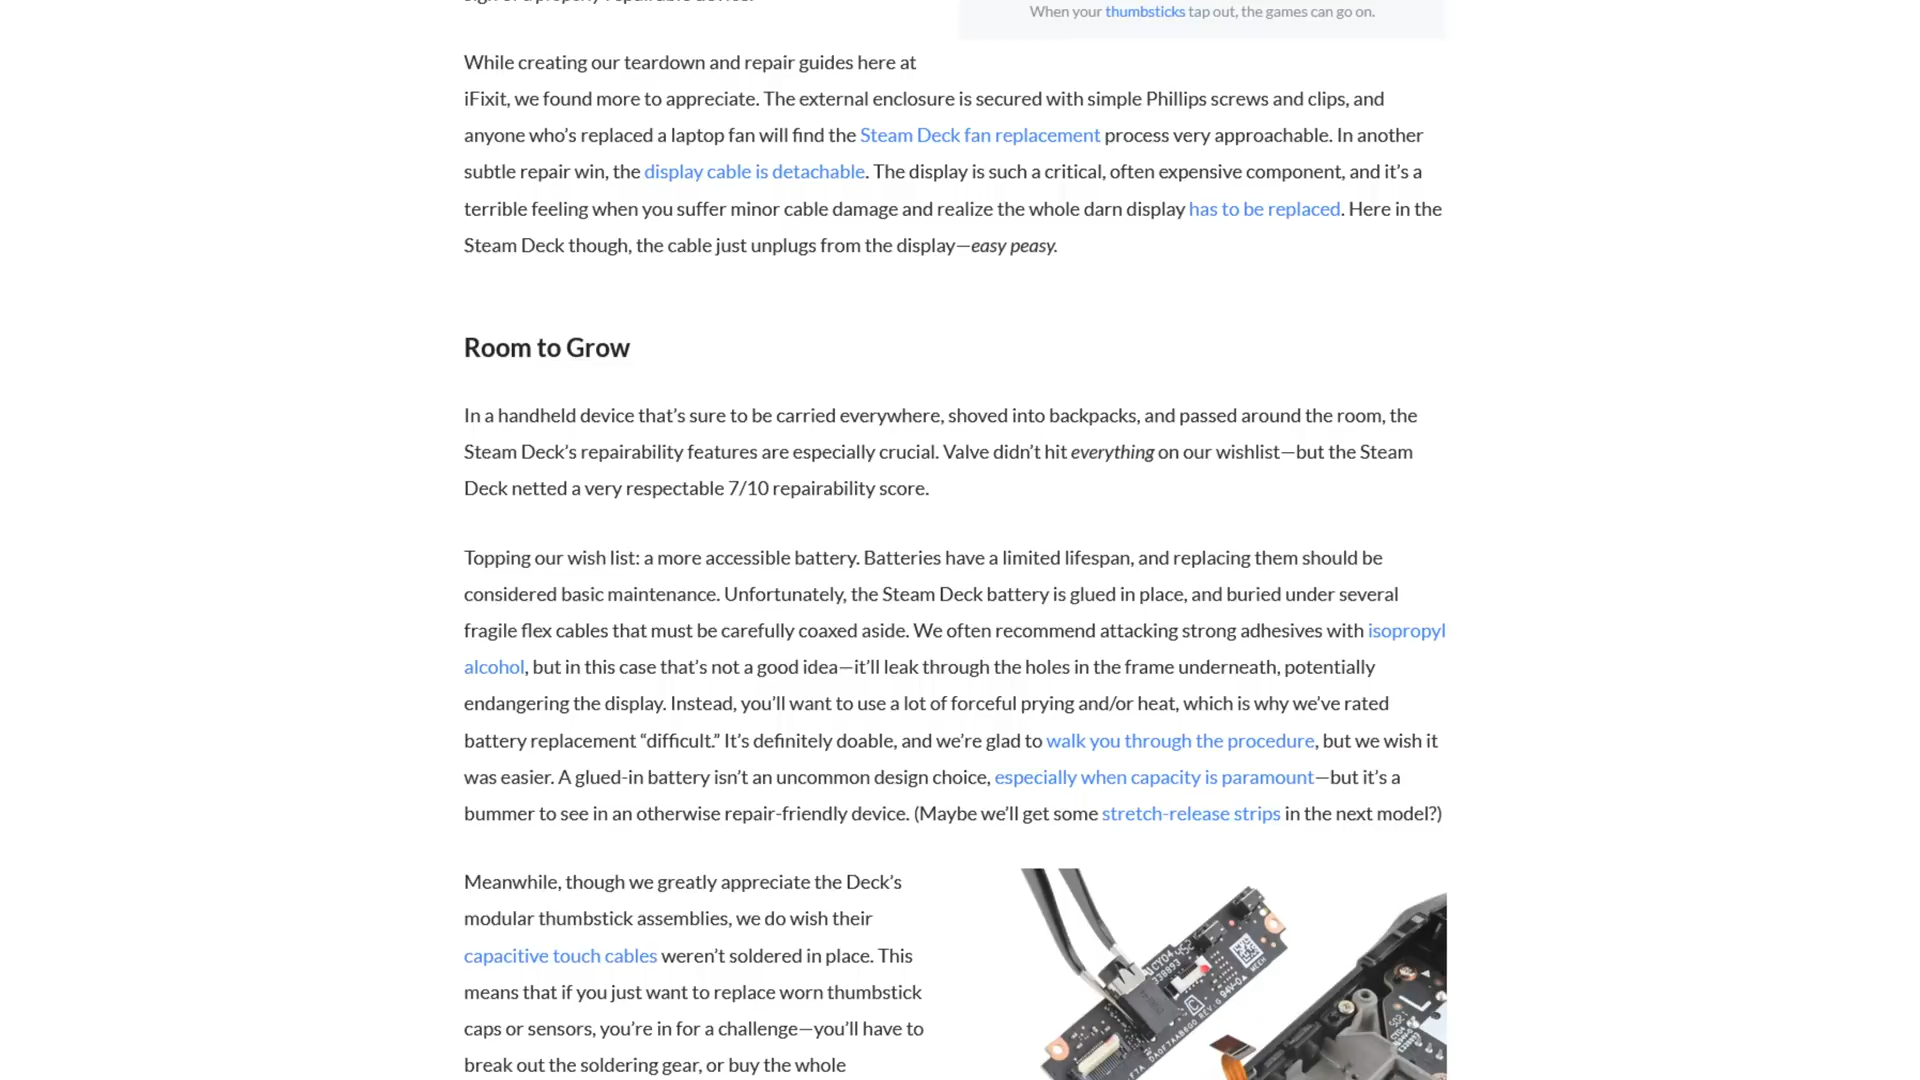 When your thumbsticks tap out, the games can go on.
While creating our teardown and repair guides here at
iFixit, we found more to appreciate. The external enclosure is secured with simple Phillips screws and clips, and
anyone who’s replaced a laptop fan will find the Steam Deck fan replacement process very approachable. In another
subtle repair win, the display cable is detachable. The display is such a critical, often expensive component, and it’s a
terrible feeling when you suffer minor cable damage and realize the whole darn display has to be replaced. Here in the
Steam Deck though, the cable just unplugs from the display—easy peasy.
Room to Grow
In a handheld device that’s sure to be carried everywhere, shoved into backpacks, and passed around the room, the
Steam Deck’s repairability features are especially crucial. Valve didn’t hit everything on our wishlist—but the Steam
Deck netted a very respectable 7/10 repairability score.
Topping our wish list: a more accessible battery. Batteries have a limited lifespan, and replacing them should be
considered basic maintenance. Unfortunately, the Steam Deck battery is glued in place, and buried under several
fragile flex cables that must be carefully coaxed aside. We often recommend attacking strong adhesives with isopropyl
alcohol, but in this case that’s not a good idea—it’ll leak through the holes in the frame underneath, potentially
endangering the display. Instead, you’ll want to use a lot of forceful prying and/or heat, which is why we’ve rated
battery replacement “difficult.” It’s definitely doable, and we’re glad to walk you through the procedure, but we wish it
was easier. A glued-in battery isn’t an uncommon design choice, especially when capacity is paramount—but it’s a
bummer to see in an otherwise repair-friendly device. (Maybe we’ll get some stretch-release strips in the next model?)
Meanwhile, though we greatly appreciate the Deck’s
modular thumbstick assemblies, we do wish their
capacitive touch cables weren’t soldered in place. This
means that if you just want to replace worn thumbstick
caps or sensors, you’re in for a challenge—you’ll have to
break out the soldering gear, or buy the whole
94V-0